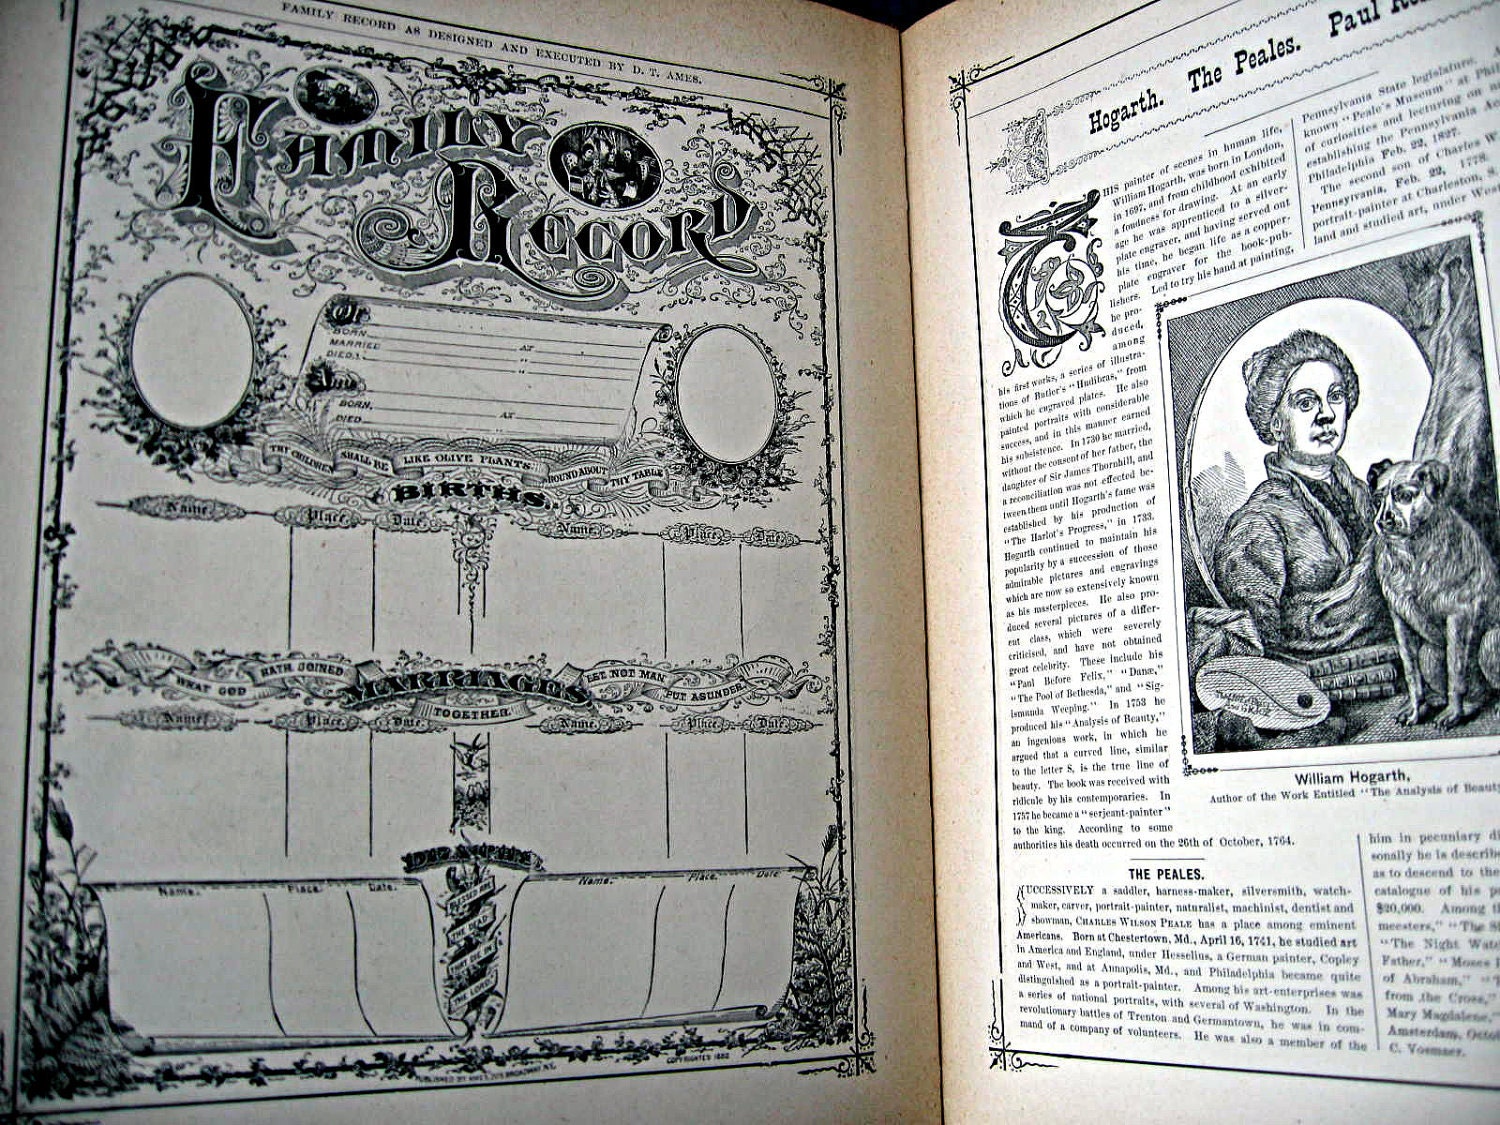 FAMILY RECORD AS DESIGNED AND EXECUTED BY D. T. AMES.
FAMILY
RECORD
BORN
MARRIED AT
DIED
BORN, AT
DIED
THY CHILDREN SHALL BE LIKE OLIVE PLANTS ROUND ABOUT THY TABLE
BIRTHS.
Name. Place. Date. Name. Place. Date.
WHAT GOD HATH JOINED TOGETHER LET NOT MAN PUT ASUNDER
MARRIAGES
Name. Place. Date. Name. Place. Date.
DEATHS
Name. Place. Date. Name. Place. Date
BLESSED ARE
THE DEAD
THAT DIE IN
THE LORD
COPYRIGHTED 1882
Hogarth. The Peales. Paul
THIS painter of scenes in human life,
William Hogarth, was born in London,
in 1697, and from childhood exhibited
a fondness for drawing. At an early
age he was apprenticed to a silver-
plate engraver, and having served out
his time, he began life as a copper-
plate engraver for the book-pub-
lishers. Led to try his hand at painting,
he pro-
duced,
among
his first works, a series of illustra-
tions of Butler's "Hudibras," from
which he engraved plates. He also
painted portraits with considerable
success, and in this manner earned
his subsistence. In 1730 he married,
without the consent of her father, the
daughter of Sir James Thornhill, and
a reconciliation was not effected be-
tween them until Hogarth's fame was
established by his production of
"The Harlot's Progress," in 1733.
Hogarth continued to maintain his
popularity by a succession of those
admirable pictures and engravings
which are now so extensively known
as his masterpieces. He also pro-
duced several pictures of a differ-
ent class, which were severely
criticised, and have not obtained
great celebrity. These include his
"Paul Before Felix," "Danæ,"
"The Pool of Bethesda," and "Sig-
ismunda Weeping." In 1753 he
produced his "Analysis of Beauty,"
an ingenious work, in which he
argued that a curved line, similar
to the letter S, is the true line of
beauty. The book was received with
ridicule by his contemporaries. In
1757 he became a "serjeant-painter"
to the king. According to some
authorities his death occurred on the 26th of October, 1764.
THE PEALES.
SUCCESSIVELY a saddler, harness-maker, silversmith, watch-
maker, carver, portrait-painter, naturalist, machinist, dentist and
showman, CHARLES WILSON PEALE has a place among eminent
Americans. Born at Chestertown, Md., April 16, 1741, he studied art
in America and England, under Hesselius, a German painter, Copley
and West, and at Annapolis, Md., and Philadelphia became quite
distinguished as a portrait-painter. Among his art-enterprises was
a series of national portraits, with several of Washington. In the
revolutionary battles of Trenton and Germantown, he was in com-
mand of a company of volunteers. He was also a member of the
Pennsylvania State legislature.
known "Peale's Museum" at Phil
of curiosities and lecturing on
establishing the Pennsylvania Ac
Philadelphia Feb. 22, 1827.
The second son of Charles W
Pennsylvania, Feb. 22, 1778.
portrait-painter at Charleston, S.
land and studied art, under West
William Hogarth,
Author of the Work Entitled "The Analysis of Beauty
him in pecuniary di
sonally he is describe
as to descend to the
catalogue of his p
$20,000. Among th
meesters," "The S
"The Night Watc
Father," "Moses
of Abraham," "
from the Cross,"
Mary Magdalene,"
Amsterdam, Octo
C. Vosmaer.